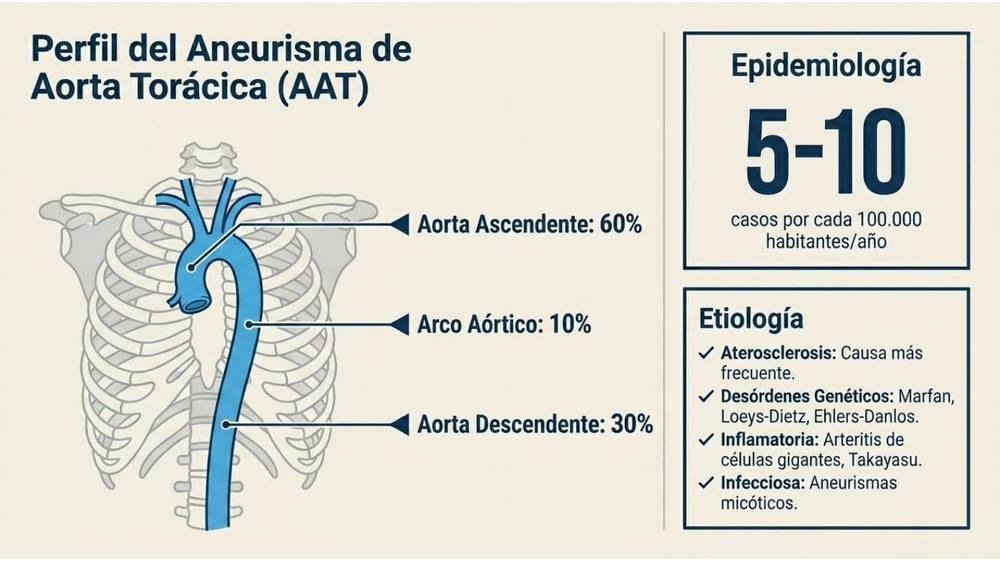 Perfil del Aneurisma de
Aorta Torácica (AAT)
Aorta Ascendente: 60%
Arco Aórtico: 10%
Aorta Descendente: 30%
Epidemiología
5-10
casos por cada 100.000
habitantes/año
Etiología
✓ Aterosclerosis: Causa más
frecuente.
✓ Desórdenes Genéticos: Marfan,
Loeys-Dietz, Ehlers-Danlos.
✓ Inflamatoria: Arteritis de
células gigantes, Takayasu.
✓ Infecciosa: Aneurismas
micóticos.